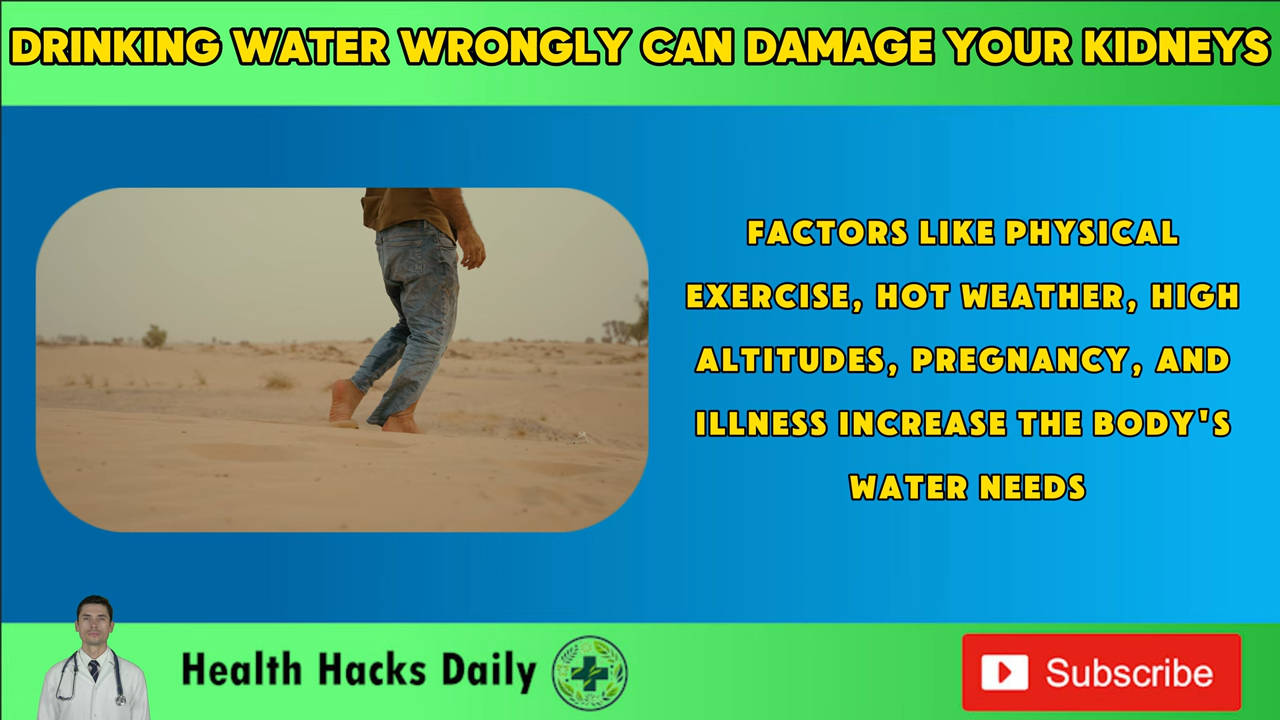 DRINKING WATER WRONGLY CAN DAMAGE YOUR KIDNEYS
FACTORS LIKE PHYSICAL
EXERCISE, HOT WEATHER, HIGH
ALTITUDES, PREGNANCY, AND
ILLNESS INCREASE THE BODY'S
WATER NEEDS
Health Hacks Daily
Subscribe